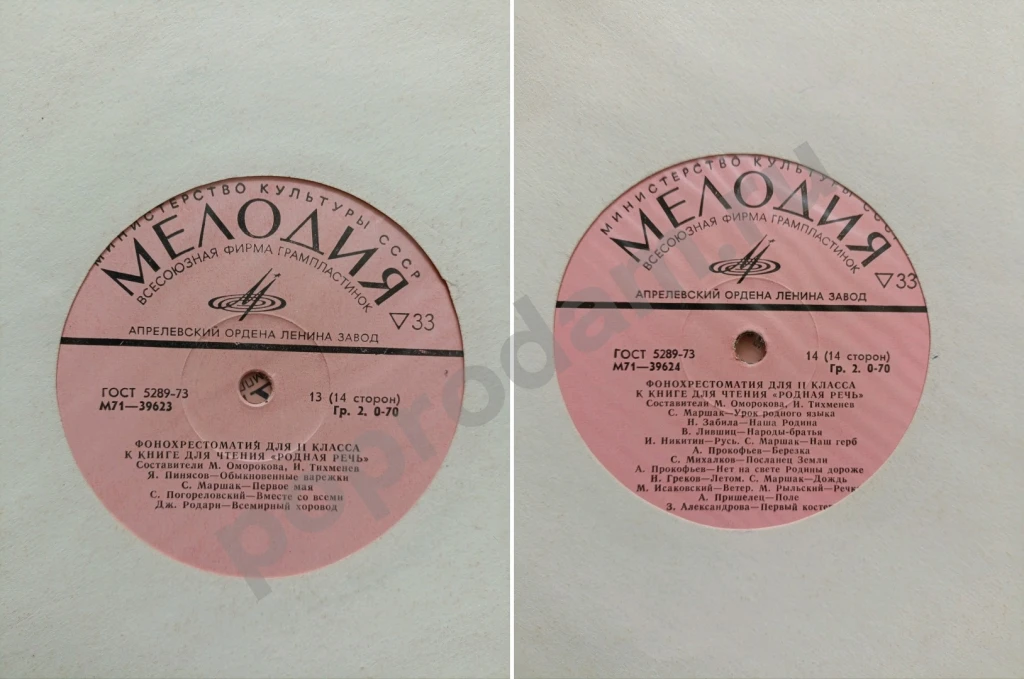 МИНИСТЕРСТВО КУЛЬТУРЫ СССР
МЕЛОДИЯ
ВСЕСОЮЗНАЯ ФИРМА ГРАМПЛАСТИНОК
▽33
АПРЕЛЕВСКИЙ ОРДЕНА ЛЕНИНА ЗАВОД
ГОСТ 5289-73
М71—39623
13 (14 сторон)
Гр. 2. 0-70
ФОНОХРЕСТОМАТИЯ ДЛЯ II КЛАССА
К КНИГЕ ДЛЯ ЧТЕНИЯ «РОДНАЯ РЕЧЬ»
Составители М. Оморокова, И. Тихменев
Я. Пинясов—Обыкновенные варежки
С. Маршак—Первое мая
С. Погореловский—Вместе со всеми
Дж. Родари—Всемирный хоровод
МИНИСТЕРСТВО КУЛЬТУРЫ
МЕЛОДИЯ
ВСЕСОЮЗНАЯ ФИРМА ГРАМПЛАСТИНОК
▽33
АПРЕЛЕВСКИЙ ОРДЕНА ЛЕНИНА ЗАВОД
ГОСТ 5289-73
М71—39624
14 (14 сторон)
Гр. 2. 0-70
ФОНОХРЕСТОМАТИЯ ДЛЯ II КЛАССА
К КНИГЕ ДЛЯ ЧТЕНИЯ «РОДНАЯ РЕЧЬ»
Составители М. Оморокова, И. Тихменев
С. Маршак—Урок родного языка
Н. Забила—Наша Родина
В. Лившиц—Народы-братья
И. Никитин—Русь. С. Маршак—Наш герб
А. Прокофьев—Березка
С. Михалков—Посланец Земли
А. Прокофьев—Нет на свете Родины дороже
Н. Греков—Летом. С. Маршак—Дождь
М. Исаковский—Ветер. М. Рыльский—Речк
А. Пришелец—Поле
З. Александрова—Первый косте